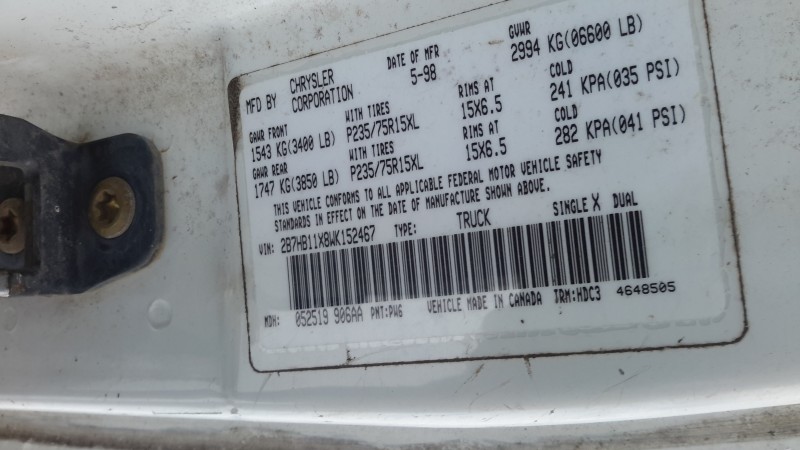 MFD BY CHRYSLER CORPORATION DATE OF MFR 5-98 GVWR 2994 KG(06600 LB)
GAWR FRONT WITH TIRES RIMS AT COLD
1543 KG(3400 LB) P235/75R15XL 15X6.5 241 KPA(035 PSI)
GAWR REAR WITH TIRES RIMS AT COLD
1747 KG(3850 LB) P235/75R15XL 15X6.5 282 KPA(041 PSI)
THIS VEHICLE CONFORMS TO ALL APPLICABLE FEDERAL MOTOR VEHICLE SAFETY
STANDARDS IN EFFECT ON THE DATE OF MANUFACTURE SHOWN ABOVE.
VIN: 2B7HB11X8WK152467 TYPE: TRUCK SINGLE X DUAL
MDH: 052519 906AA PNT:PW6 VEHICLE MADE IN CANADA TRM:HDC3 4648505